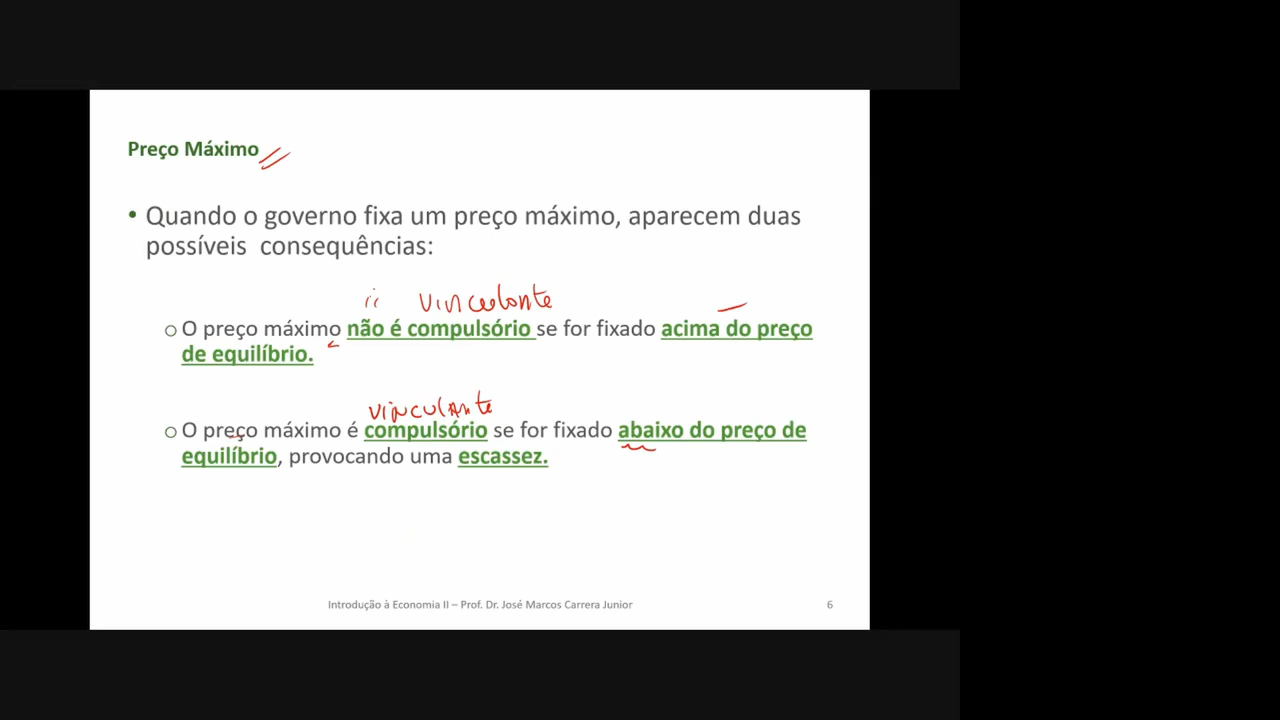 Preço Máximo
• Quando o governo fixa um preço máximo, aparecem duas
possíveis consequências:
vinculante
○ O preço máximo não é compulsório se for fixado acima do preço
de equilíbrio.
vinculante
○ O preço máximo é compulsório se for fixado abaixo do preço de
equilíbrio, provocando uma escassez.
Introdução à Economia II – Prof. Dr. José Marcos Carrera Junior
6